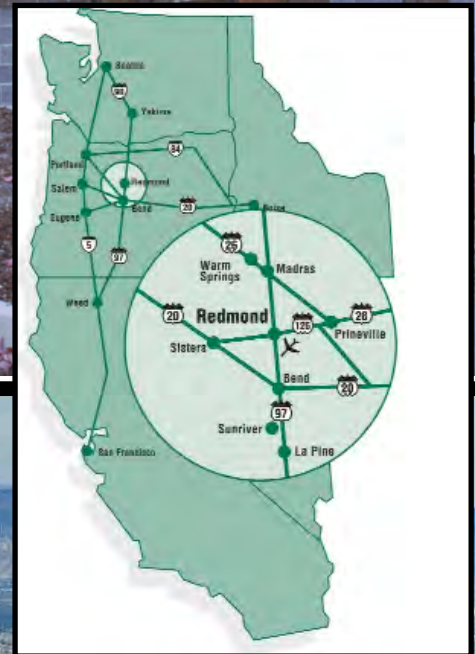 Seattle
90
Yakima
84
Portland
Salem
Redmond
Bend
20
Boise
Eugene
5
97
26
Warm
Springs
Madras
20
Redmond
126
26
Prineville
Sisters
Bend
20
97
Sunriver
La Pine
Weed
San Francisco